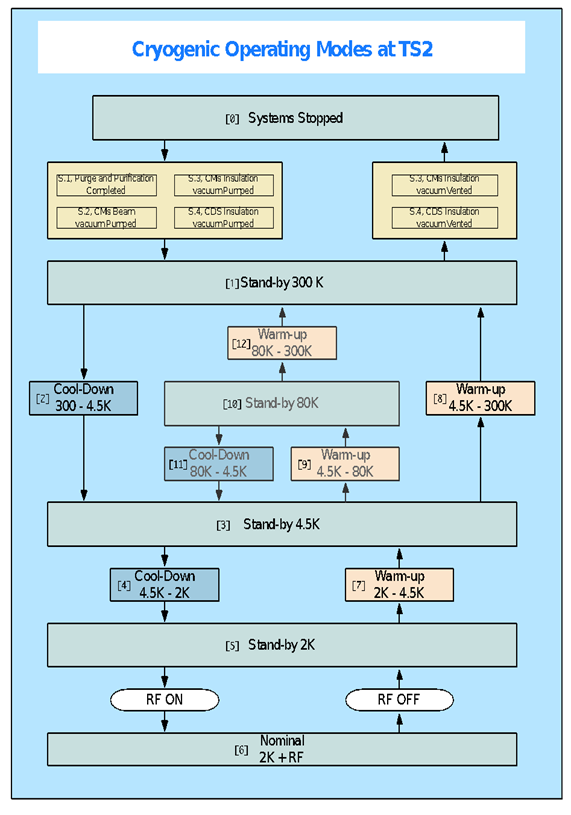 Cryogenic Operating Modes at TS2
[0] Systems Stopped
S.1, Purge and Purification
Completed
S.3, CMs Insulation
vacuum Pumped
S.2, CMs Beam
vacuum Pumped
S.4, CDS Insulation
vacuum Pumped
S.3, CMs Insulation
vacuum Vented
S.4, CDS Insulation
vacuum Vented
[1] Stand-by 300 K
[12] Warm-up
80K - 300K
[2] Cool-Down
300 - 4.5K
[10] Stand-by 80K
[8] Warm-up
4.5K - 300K
[11] Cool-Down
80K - 4.5K
[9] Warm-up
4.5K - 80K
[3] Stand-by 4.5K
[4] Cool-Down
4.5K - 2K
[7] Warm-up
2K - 4.5K
[5] Stand-by 2K
RF ON
RF OFF
[6] Nominal
2K + RF